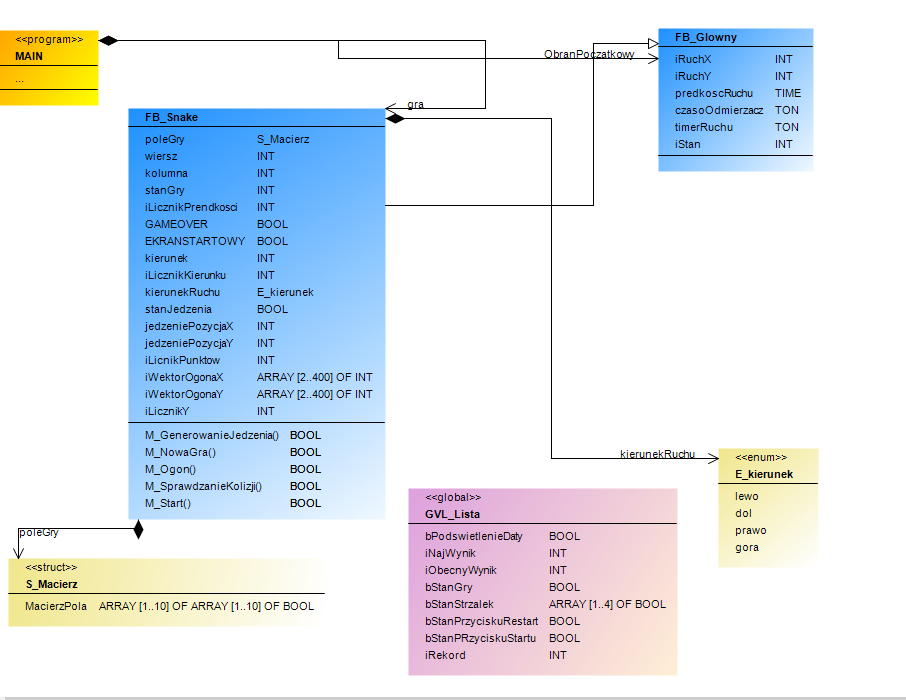 <<program>>
MAIN
...
ObranPoczatkowy
gra
FB_Glowny
iRuchX INT
iRuchY INT
predkoscRuchu TIME
czasoOdmierzacz TON
timerRuchu TON
iStan INT
FB_Snake
poleGry S_Macierz
wiersz INT
kolumna INT
stanGry INT
iLicznikPrendkosci INT
GAMEOVER BOOL
EKRANSTARTOWY BOOL
kierunek INT
iLicznikKierunku INT
kierunekRuchu E_kierunek
stanJedzenia BOOL
jedzeniePozycjaX INT
jedzeniePozycjaY INT
iLicnikPunktow INT
iWektorOgonaX ARRAY [2..400] OF INT
iWektorOgonaY ARRAY [2..400] OF INT
iLicznikY INT
M_GenerowanieJedzenia() BOOL
M_NowaGra() BOOL
M_Ogon() BOOL
M_SprawdzanieKolizji() BOOL
M_Start() BOOL
kierunekRuchu
<<enum>>
E_kierunek
lewo
dol
prawo
gora
poleGry
<<struct>>
S_Macierz
MacierzPola ARRAY [1..10] OF ARRAY [1..10] OF BOOL
<<global>>
GVL_Lista
bPodswietlenieDaty BOOL
iNajWynik INT
iObecnyWynik INT
bStanGry BOOL
bStanStrzalek ARRAY [1..4] OF BOOL
bStanPrzyciskuRestart BOOL
bStanPRzyciskuStartu BOOL
iRekord INT